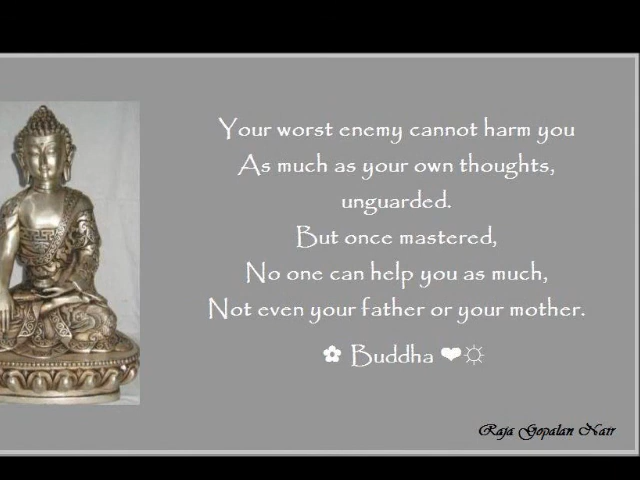 Your worst enemy cannot harm you
As much as your own thoughts,
unguarded.
But once mastered,
No one can help you as much,
Not even your father or your mother.
✿ Buddha ❤☼
Raja Gopalan Nair